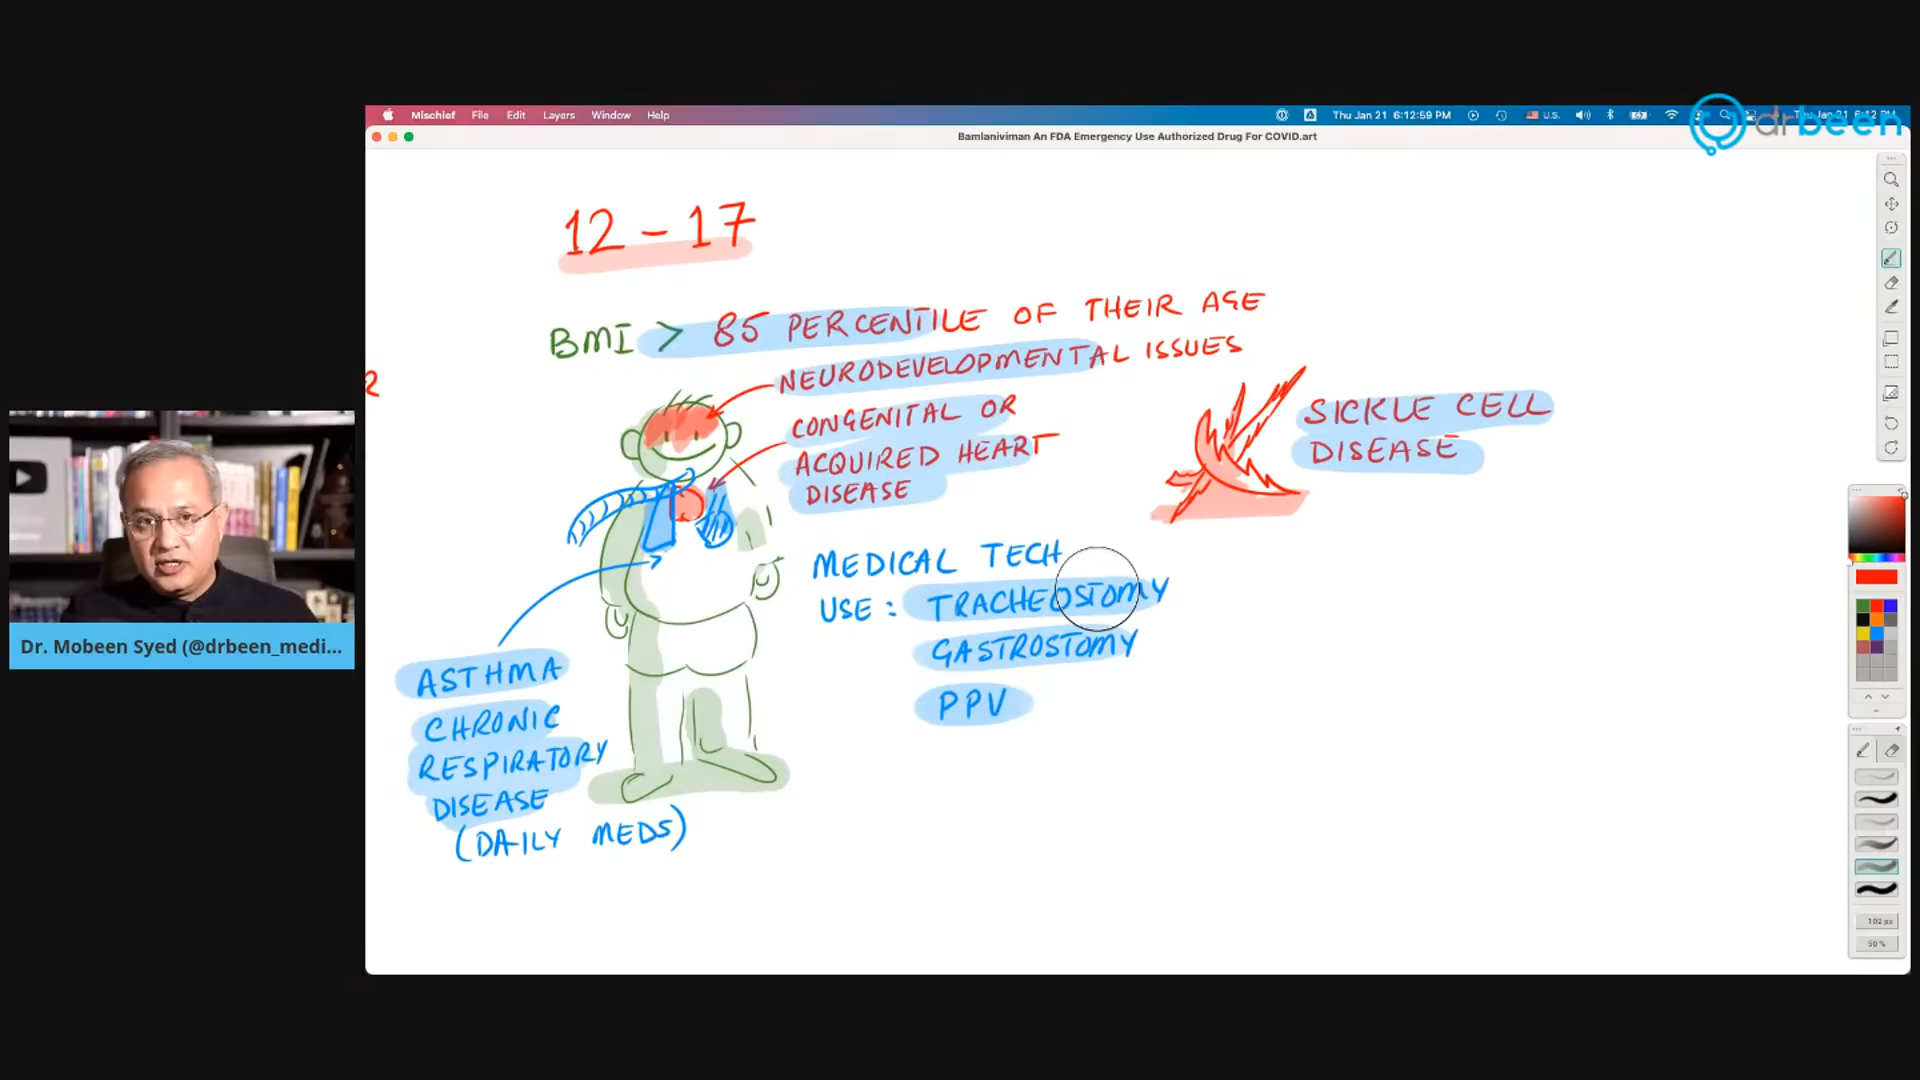 drbeen
Mischief File Edit Layers Window Help
U.S. Thu Jan 21 6:12:59 PM
Bamlaniviman An FDA Emergency Use Authorized Drug For COVID.art
12 - 17
BMI > 85 PERCENTILE OF THEIR AGE
NEURODEVELOPMENTAL ISSUES
CONGENITAL OR
ACQUIRED HEART
DISEASE
SICKLE CELL
DISEASE
MEDICAL TECH
USE : TRACHEOSTOMY
GASTROSTOMY
PPV
ASTHMA
CHRONIC
RESPIRATORY
DISEASE
(DAILY MEDS)
Dr. Mobeen Syed (@drbeen_medi...
102 px
50 %